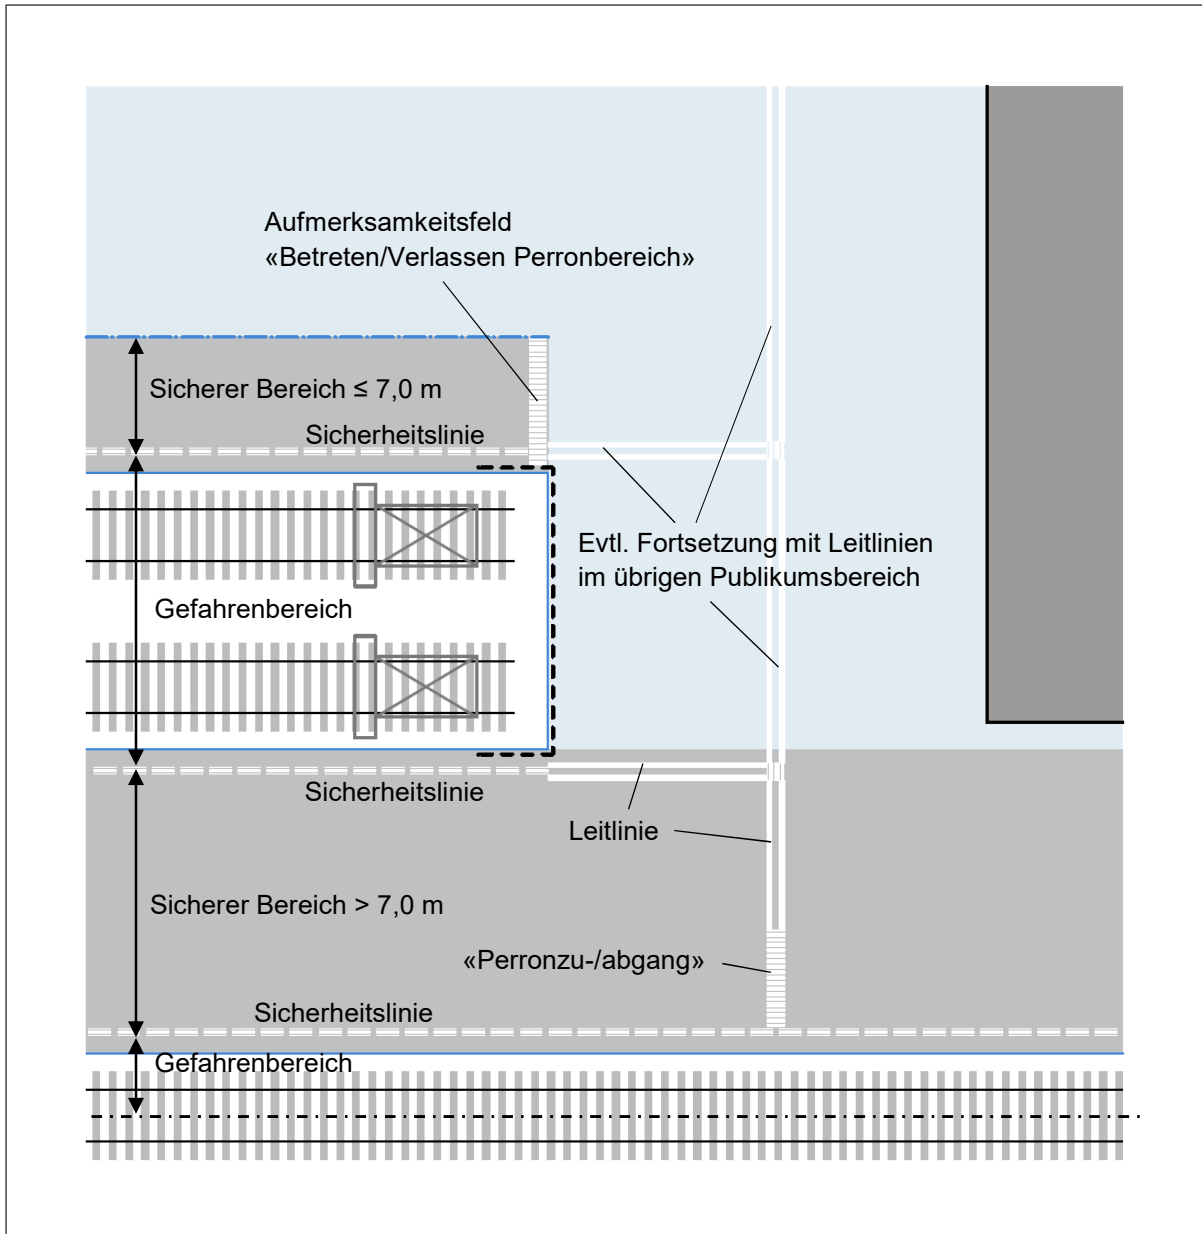 Aufmerksamkeitsfeld
«Betreten/Verlassen Perronbereich»
Sicherer Bereich ≤ 7,0 m
Sicherheitslinie
Evtl. Fortsetzung mit Leitlinien
im übrigen Publikumsbereich
Gefahrenbereich
Sicherheitslinie
Leitlinie
Sicherer Bereich > 7,0 m
«Perronzu-/abgang»
Sicherheitslinie
Gefahrenbereich